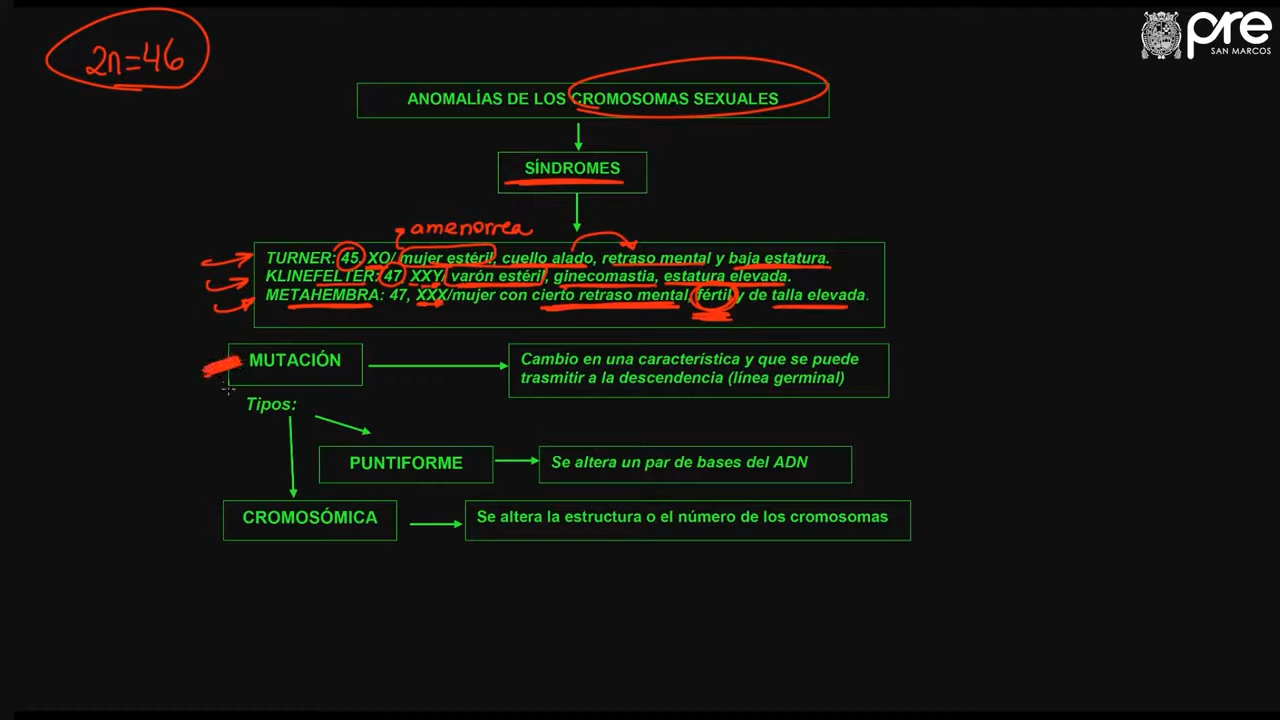 2n=46
pre
SAN MARCOS
ANOMALÍAS DE LOS CROMOSOMAS SEXUALES
SÍNDROMES
amenorrea
TURNER: 45, XO/ mujer estéril, cuello alado, retraso mental y baja estatura.
KLINEFELTER: 47 XXY/ varón estéril, ginecomastia, estatura elevada.
METAHEMBRA: 47, XXX/mujer con cierto retraso mental, fértil y de talla elevada.
MUTACIÓN
Cambio en una característica y que se puede
trasmitir a la descendencia (línea germinal)
Tipos:
PUNTIFORME
Se altera un par de bases del ADN
CROMOSÓMICA
Se altera la estructura o el número de los cromosomas